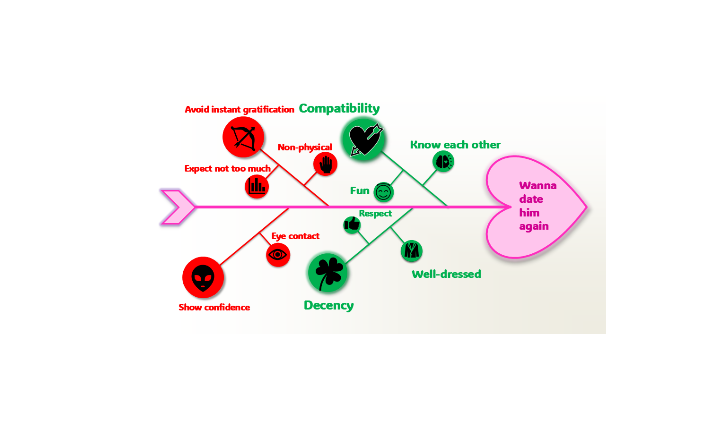 Avoid instant gratification
Compatibility
Non-physical
Know each other
Expect not too much
Fun
Wanna
date
him
again
Respect
Eye contact
Well-dressed
Show confidence
Decency